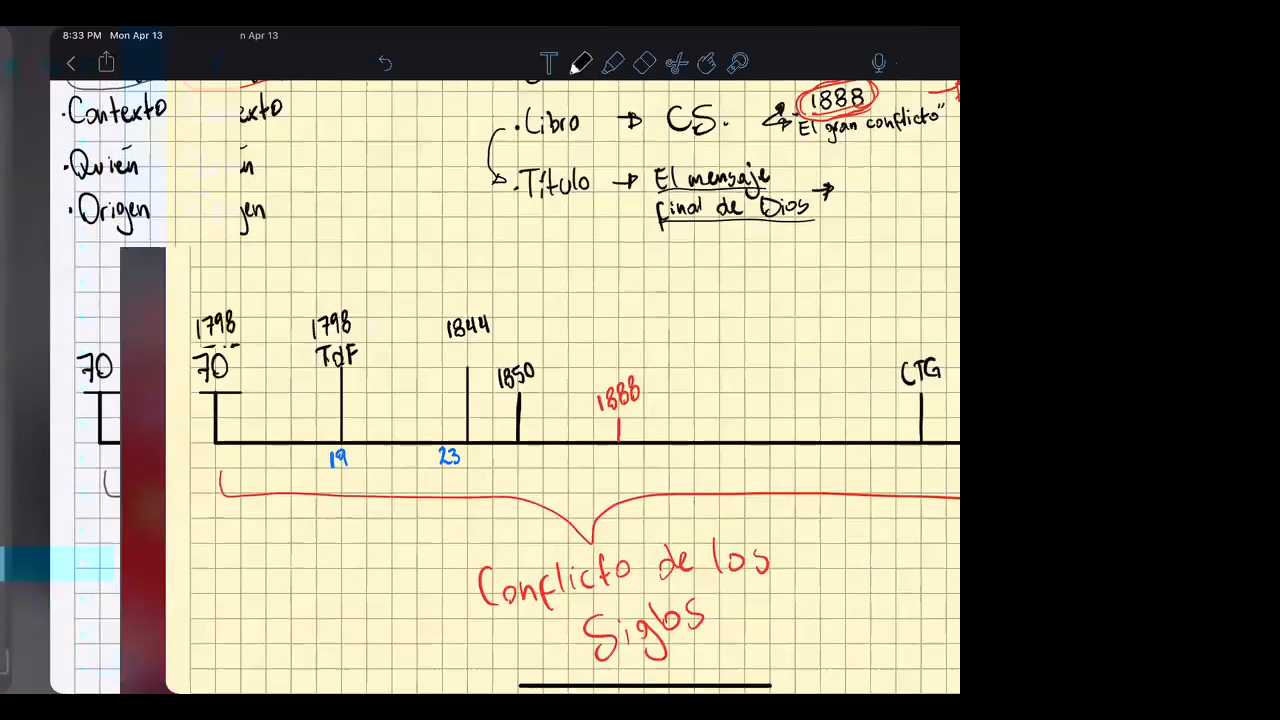 8:33 PM Mon Apr 13
n Apr 13
T
·Contexto
exto
·Quién
én
·Origen
gen
·Libro → CS.
1888
El gran conflicto"
·Título → El mensaje
final de Dios →
1798
70
70
1798
TdF
1844
1850
1888
CTG
19
23
Conflicto de los
Siglos